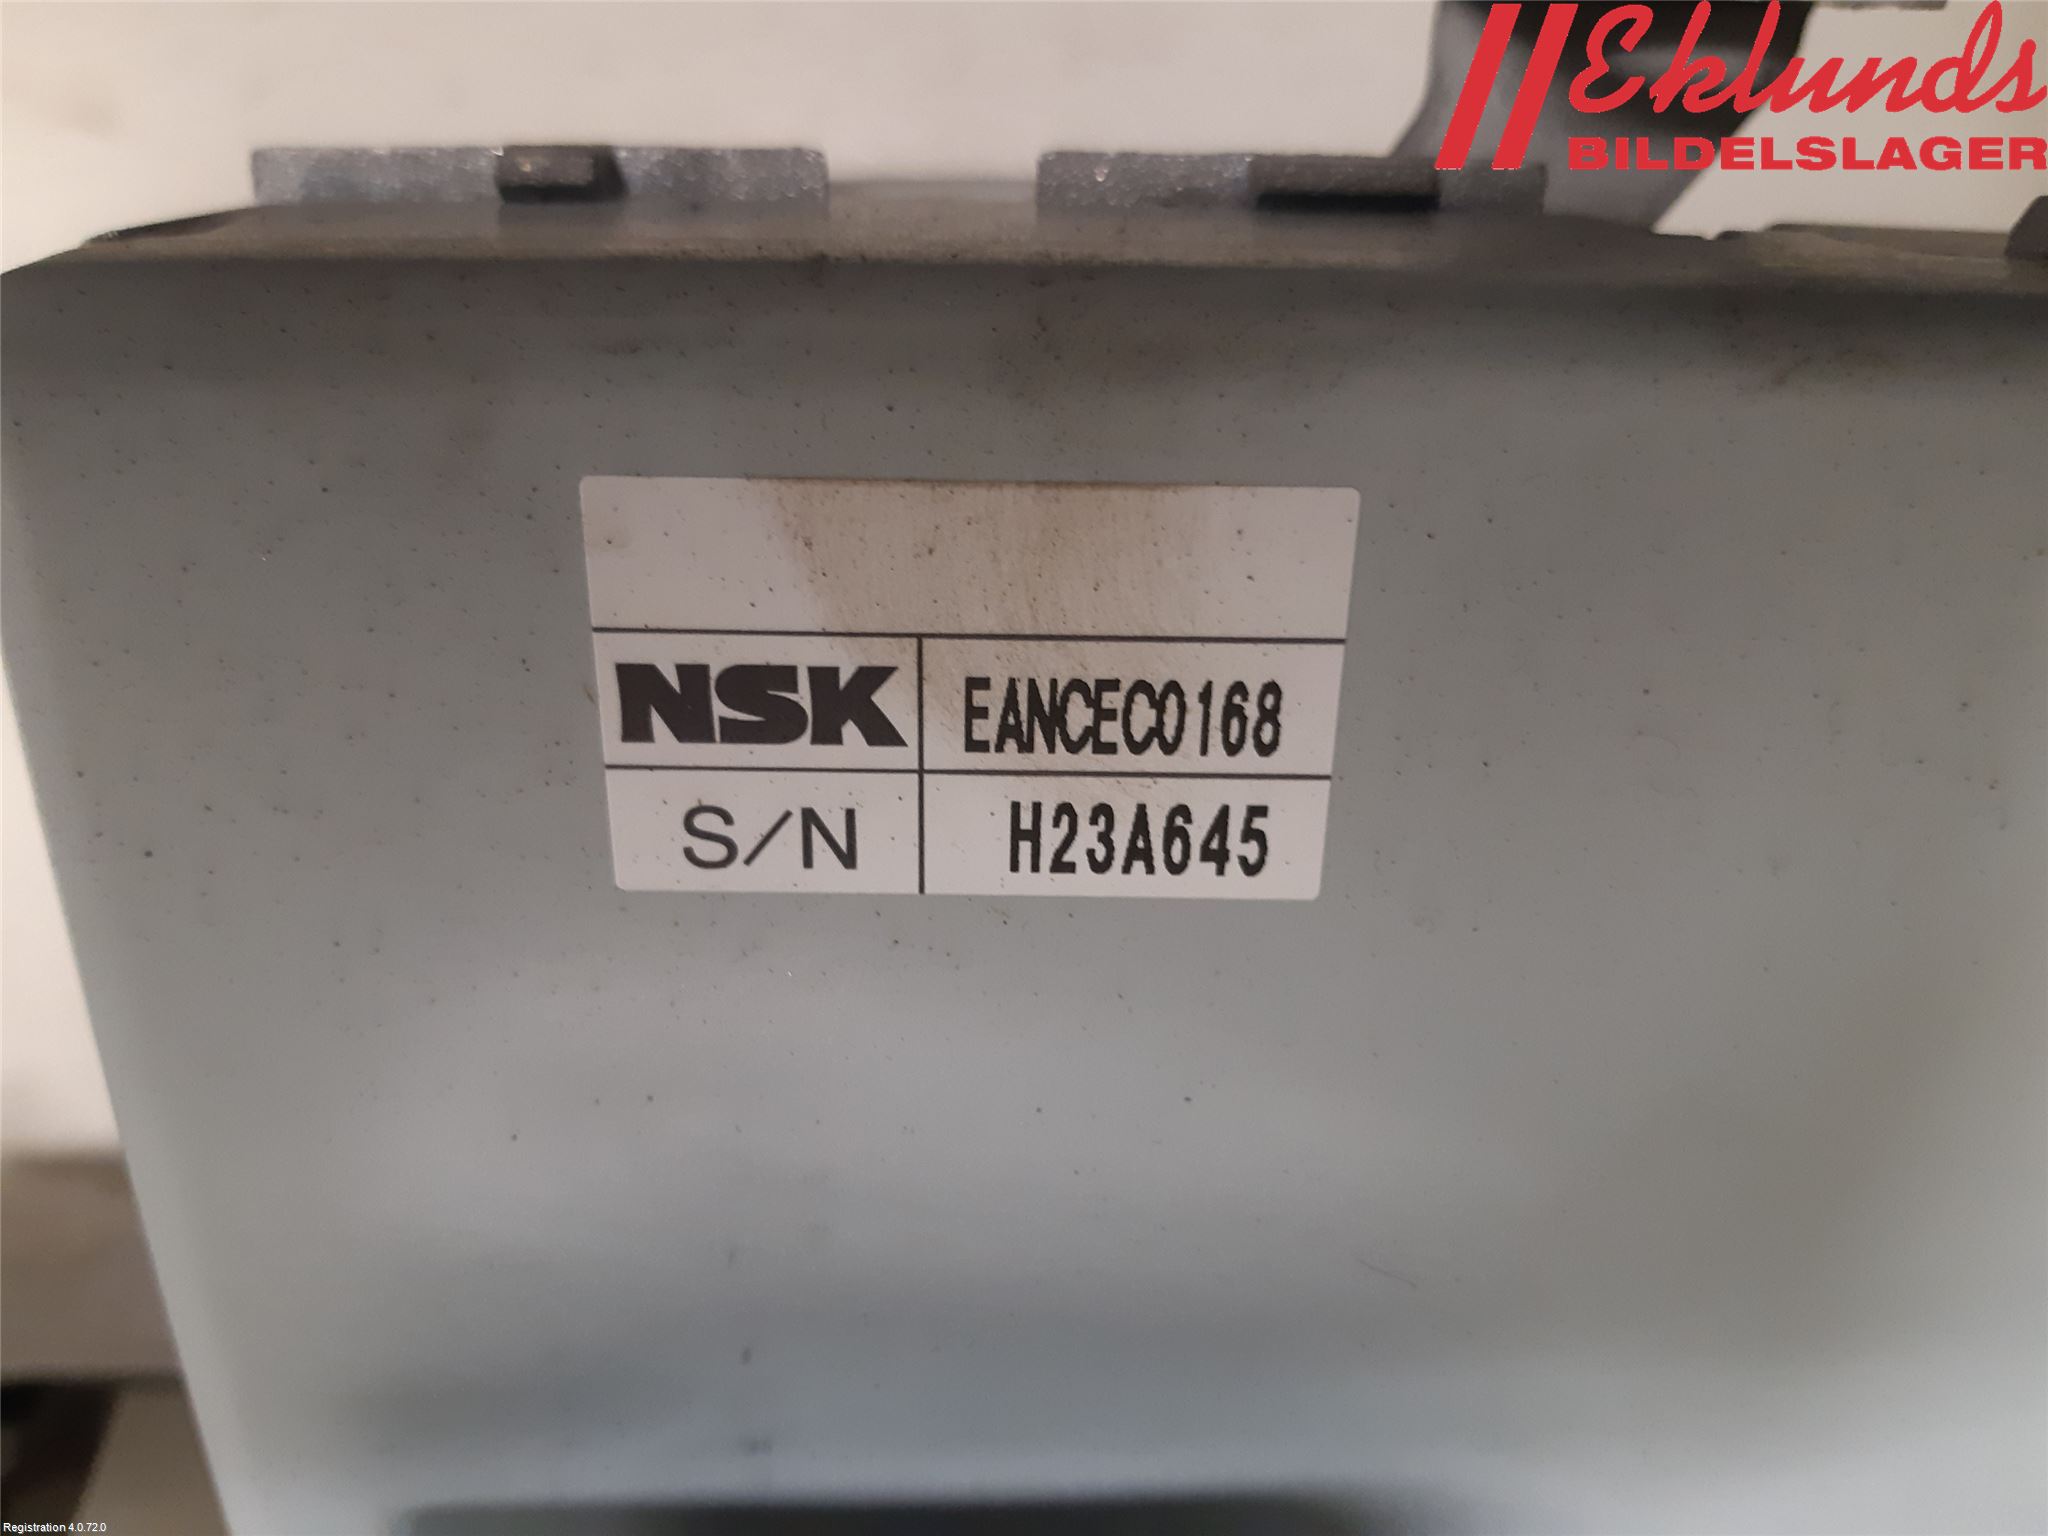 Eklunds
BILDELSLAGER
NSK EANCEC0168
S/N H23A645
Registration 4.0.72.0